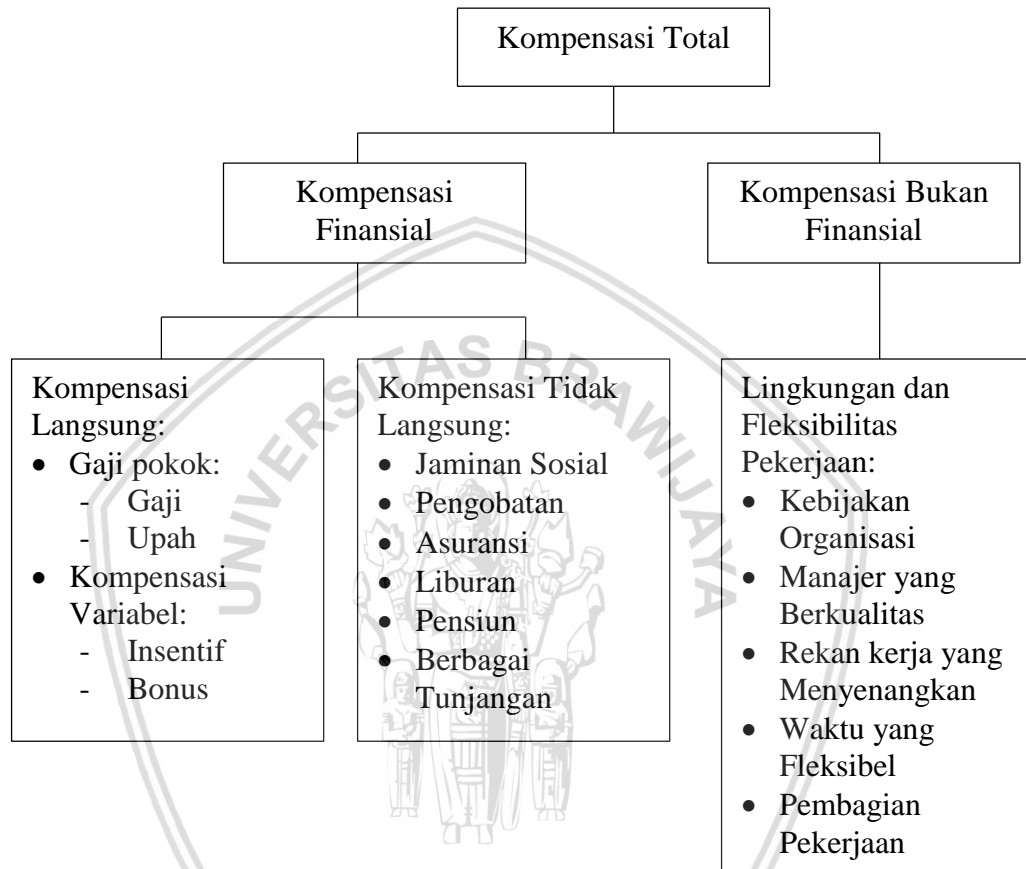 Kompensasi Total
Kompensasi
Finansial
Kompensasi Bukan
Finansial
Kompensasi
Langsung:
• Gaji pokok:
- Gaji
- Upah
• Kompensasi
Variabel:
- Insentif
- Bonus
Kompensasi Tidak
Langsung:
• Jaminan Sosial
• Pengobatan
• Asuransi
• Liburan
• Pensiun
• Berbagai
Tunjangan
Lingkungan dan
Fleksibilitas
Pekerjaan:
• Kebijakan
Organisasi
• Manajer yang
Berkualitas
• Rekan kerja yang
Menyenangkan
• Waktu yang
Fleksibel
• Pembagian
Pekerjaan
UNIVERSITAS BRAWIJAYA